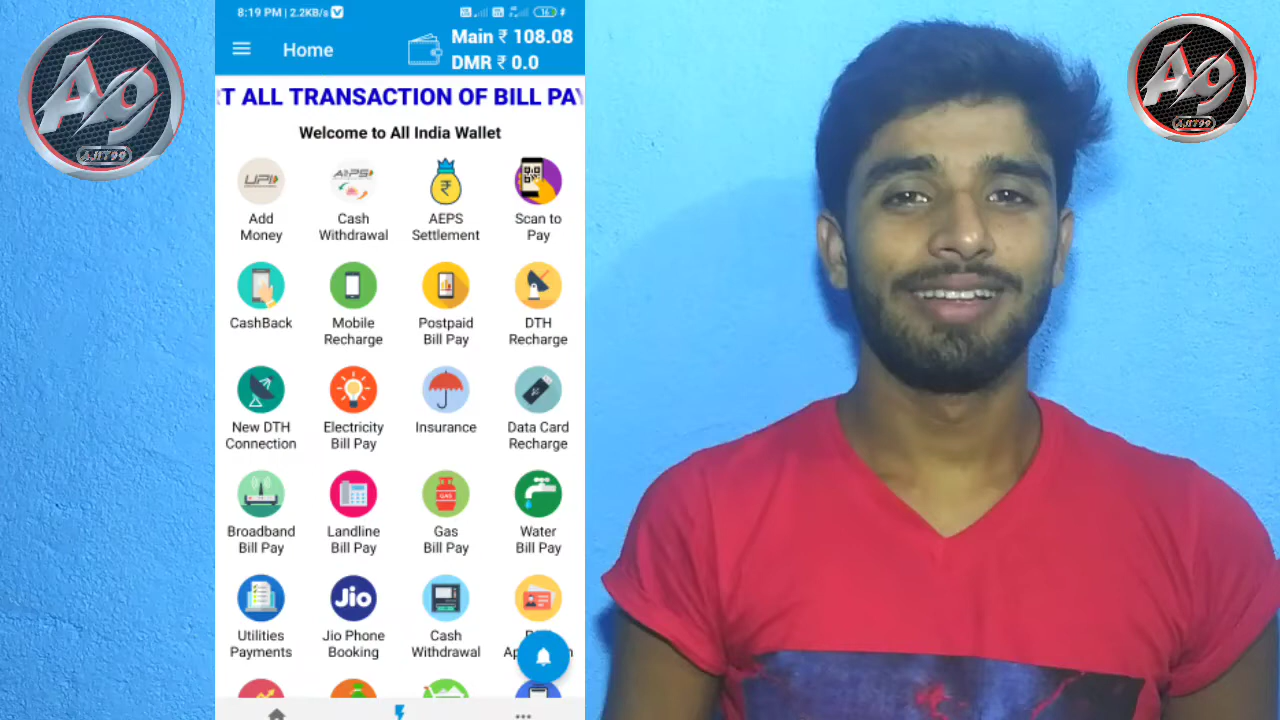 8:19 PM | 2.2KB/s
16
Home
Main ₹ 108.08
DMR ₹ 0.0
RT ALL TRANSACTION OF BILL PAY
Welcome to All India Wallet
UPI
AePS
Add Money
Cash Withdrawal
AEPS Settlement
Scan to Pay
CashBack
Mobile Recharge
Postpaid Bill Pay
DTH Recharge
New DTH Connection
Electricity Bill Pay
Insurance
Data Card Recharge
GAS
Broadband Bill Pay
Landline Bill Pay
Gas Bill Pay
Water Bill Pay
Jio
Utilities Payments
Jio Phone Booking
Cash Withdrawal
A9
AJIT99
A9
AJIT99